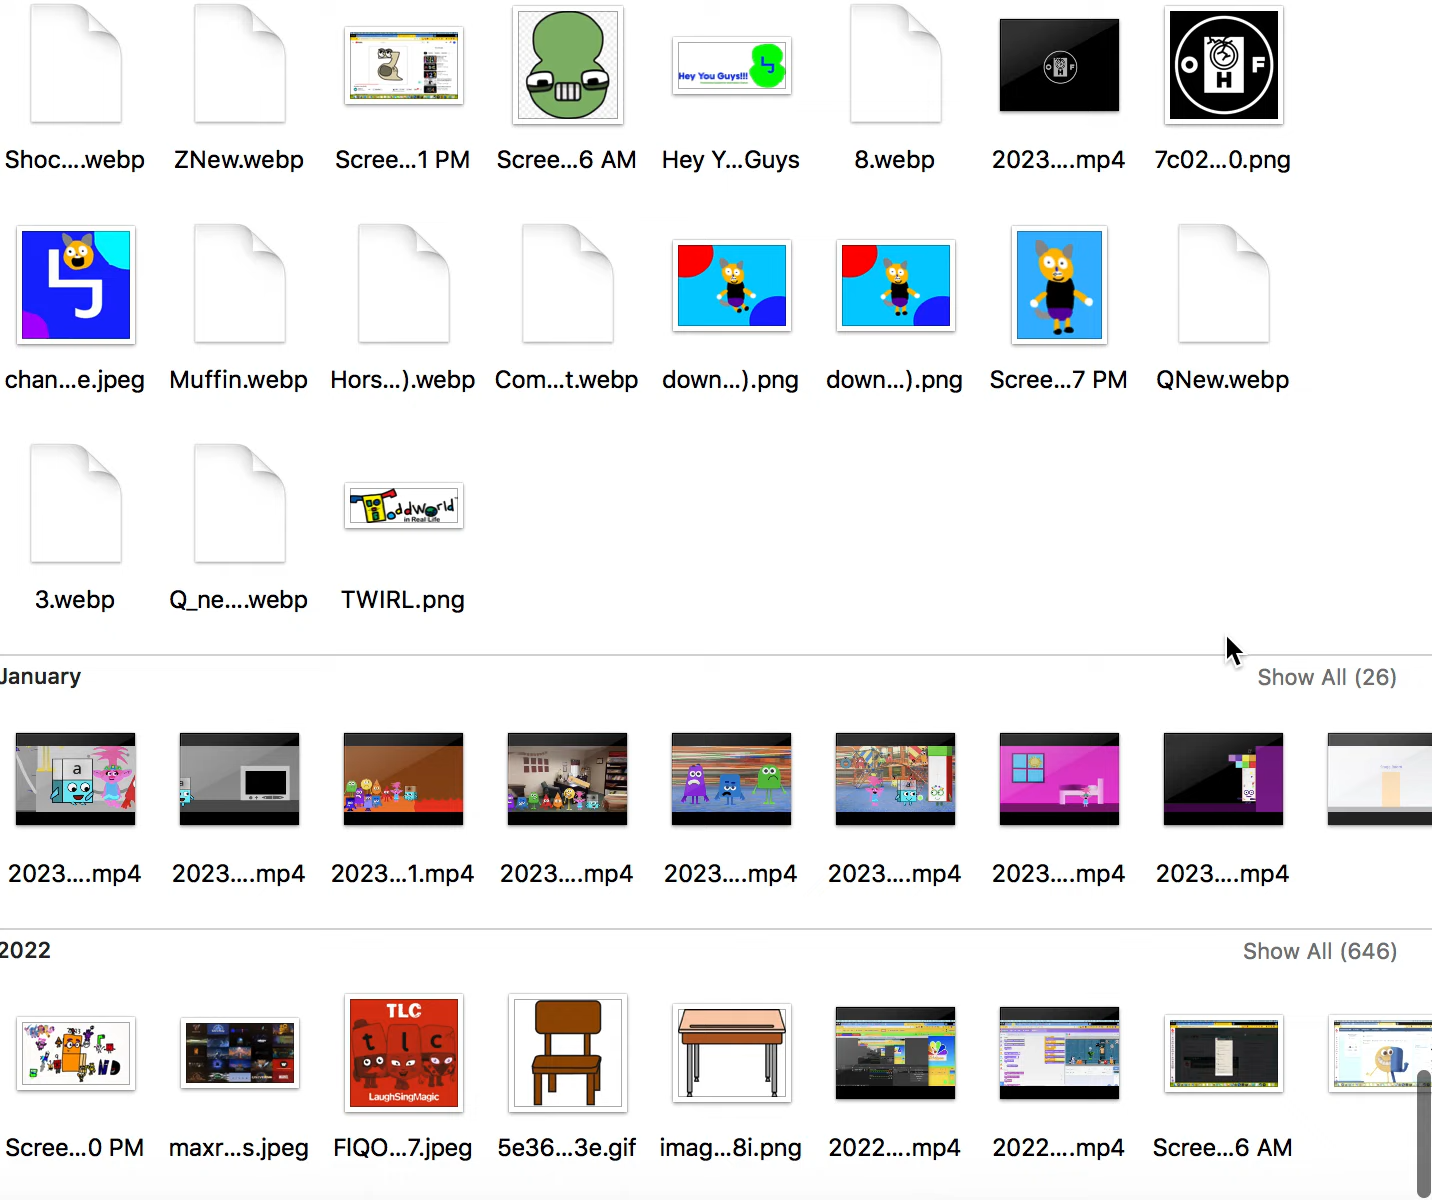 Hey You Guys!!!
O H F
Shoc....webp ZNew.webp Scree...1 PM Scree...6 AM Hey Y...Guys 8.webp 2023....mp4 7c02...0.png
chan...e.jpeg Muffin.webp Hors...).webp Com...t.webp down...).png down...).png Scree...7 PM QNew.webp
ToddWorld
in Real Life
3.webp Q_ne....webp TWIRL.png
January Show All (26)
a
2023....mp4 2023....mp4 2023...1.mp4 2023....mp4 2023....mp4 2023....mp4 2023....mp4 2023....mp4
2022 Show All (646)
TLC
t l c
LaughSingMagic
Scree...0 PM maxr...s.jpeg FIQO...7.jpeg 5e36...3e.gif imag...8i.png 2022....mp4 2022....mp4 Scree...6 AM